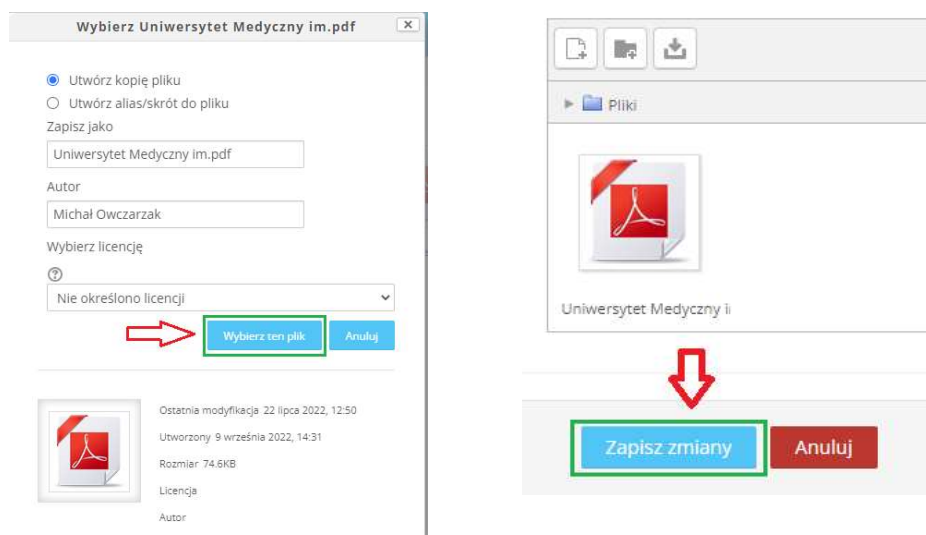 Wybierz Uniwersytet Medyczny im.pdf
Utwórz kopię pliku
Utwórz alias/skrót do pliku
Zapisz jako
Uniwersytet Medyczny im.pdf
Autor
Michał Owczarzak
Wybierz licencję
Nie określono licencji
Wybierz ten plik
Anuluj
Ostatnia modyfikacja 22 lipca 2022, 12:50
Utworzony 9 września 2022, 14:31
Rozmiar 74.6KB
Licencja
Autor
Pliki
Uniwersytet Medyczny i
Zapisz zmiany
Anuluj